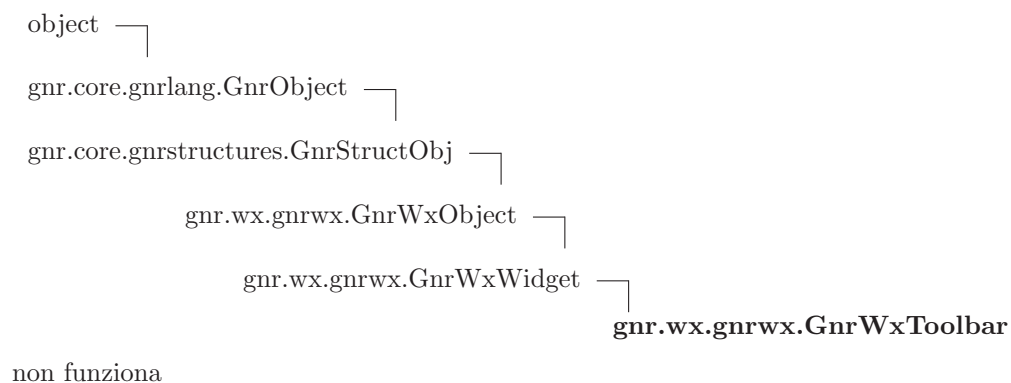 object
gnr.core.gnrlang.GnrObject
gnr.core.gnrstructures.GnrStructObj
gnr.wx.gnrwx.GnrWxObject
gnr.wx.gnrwx.GnrWxWidget
gnr.wx.gnrwx.GnrWxToolbar
non funziona